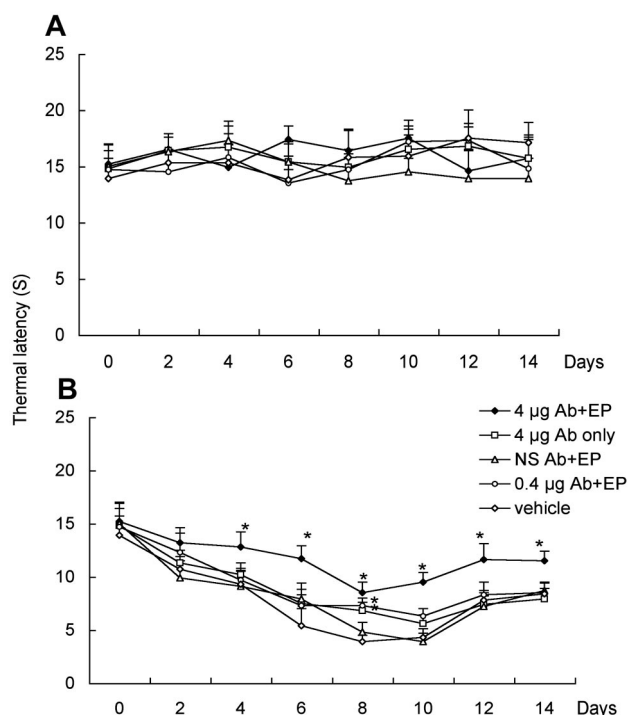 A
25
20
15
10
5
0
0 2 4 6 8 10 12 14 Days
Thermal latency (S)
B
25
20
15
10
5
0
4 µg Ab+EP
4 µg Ab only
NS Ab+EP
0.4 µg Ab+EP
vehicle
* * * * * *
*
*
0 2 4 6 8 10 12 14 Days